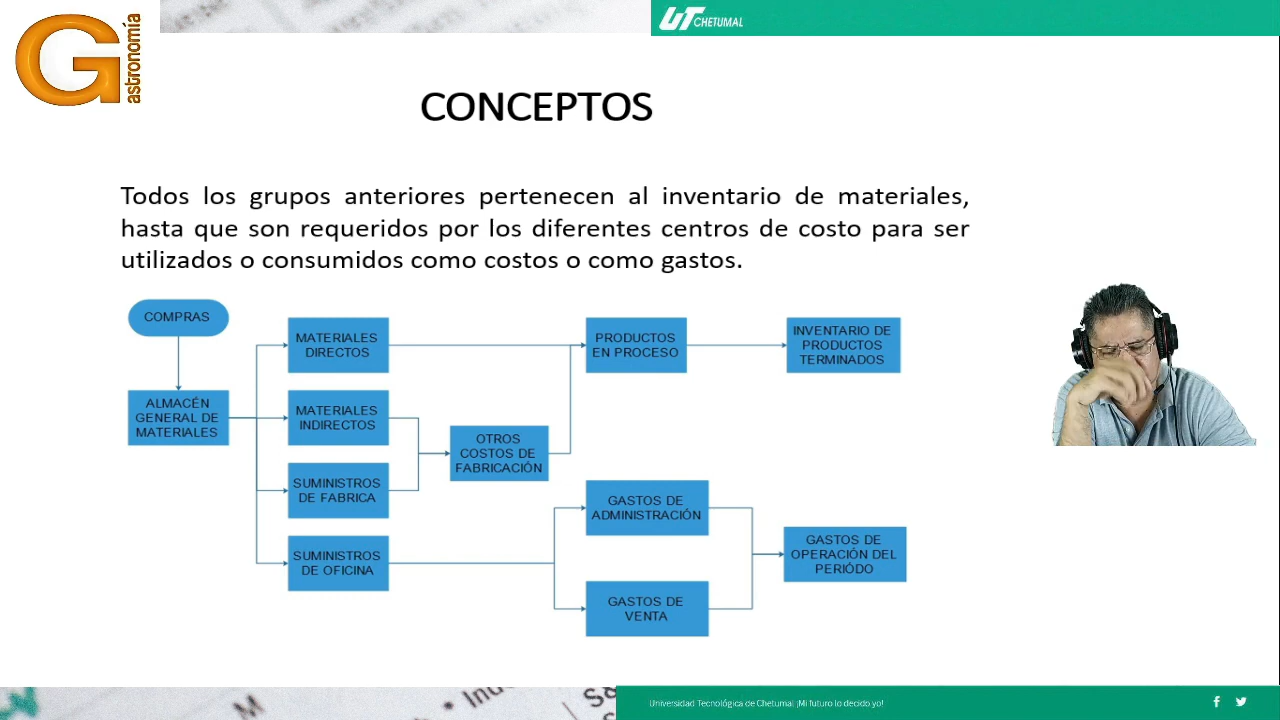 Gastronomía
UT CHETUMAL
CONCEPTOS
Todos los grupos anteriores pertenecen al inventario de materiales,
hasta que son requeridos por los diferentes centros de costo para ser
utilizados o consumidos como costos o como gastos.
COMPRAS
ALMACÉN
GENERAL DE
MATERIALES
MATERIALES
DIRECTOS
MATERIALES
INDIRECTOS
SUMINISTROS
DE FABRICA
SUMINISTROS
DE OFICINA
OTROS
COSTOS DE
FABRICACIÓN
PRODUCTOS
EN PROCESO
INVENTARIO DE
PRODUCTOS
TERMINADOS
GASTOS DE
ADMINISTRACIÓN
GASTOS DE
VENTA
GASTOS DE
OPERACIÓN DEL
PERIÓDO
Universidad Tecnológica de Chetumal ¡Mi futuro lo decido yo!